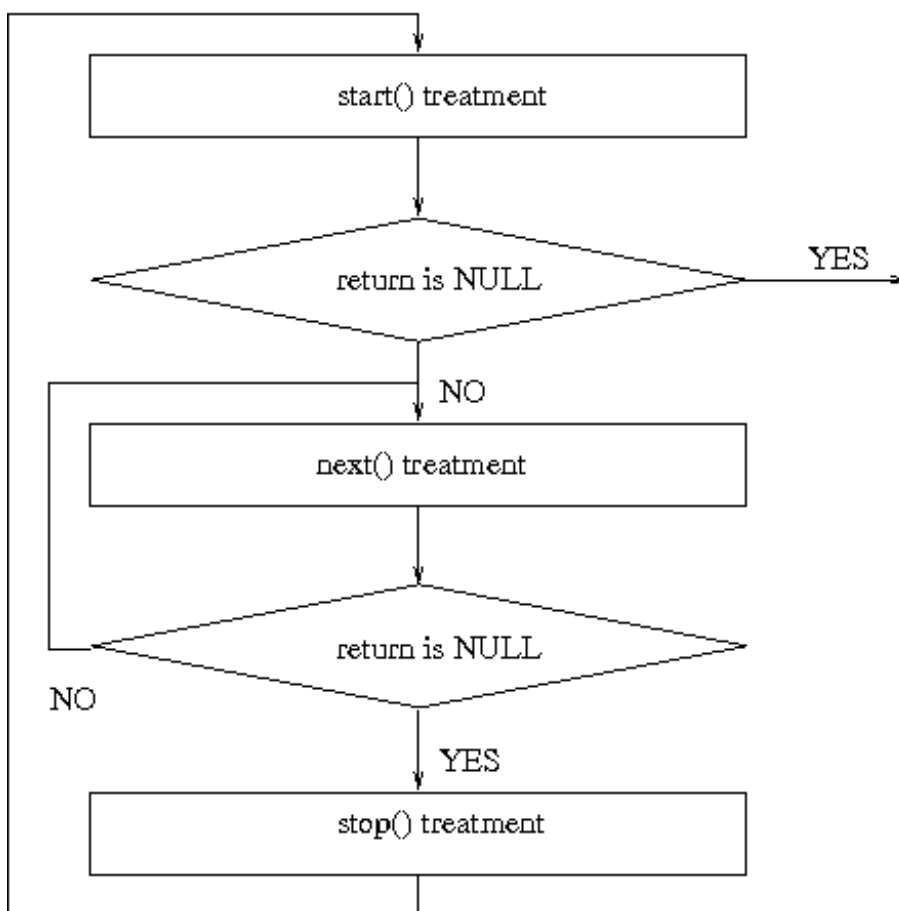 start() treatment
return is NULL
YES
NO
next() treatment
return is NULL
NO
YES
stop() treatment